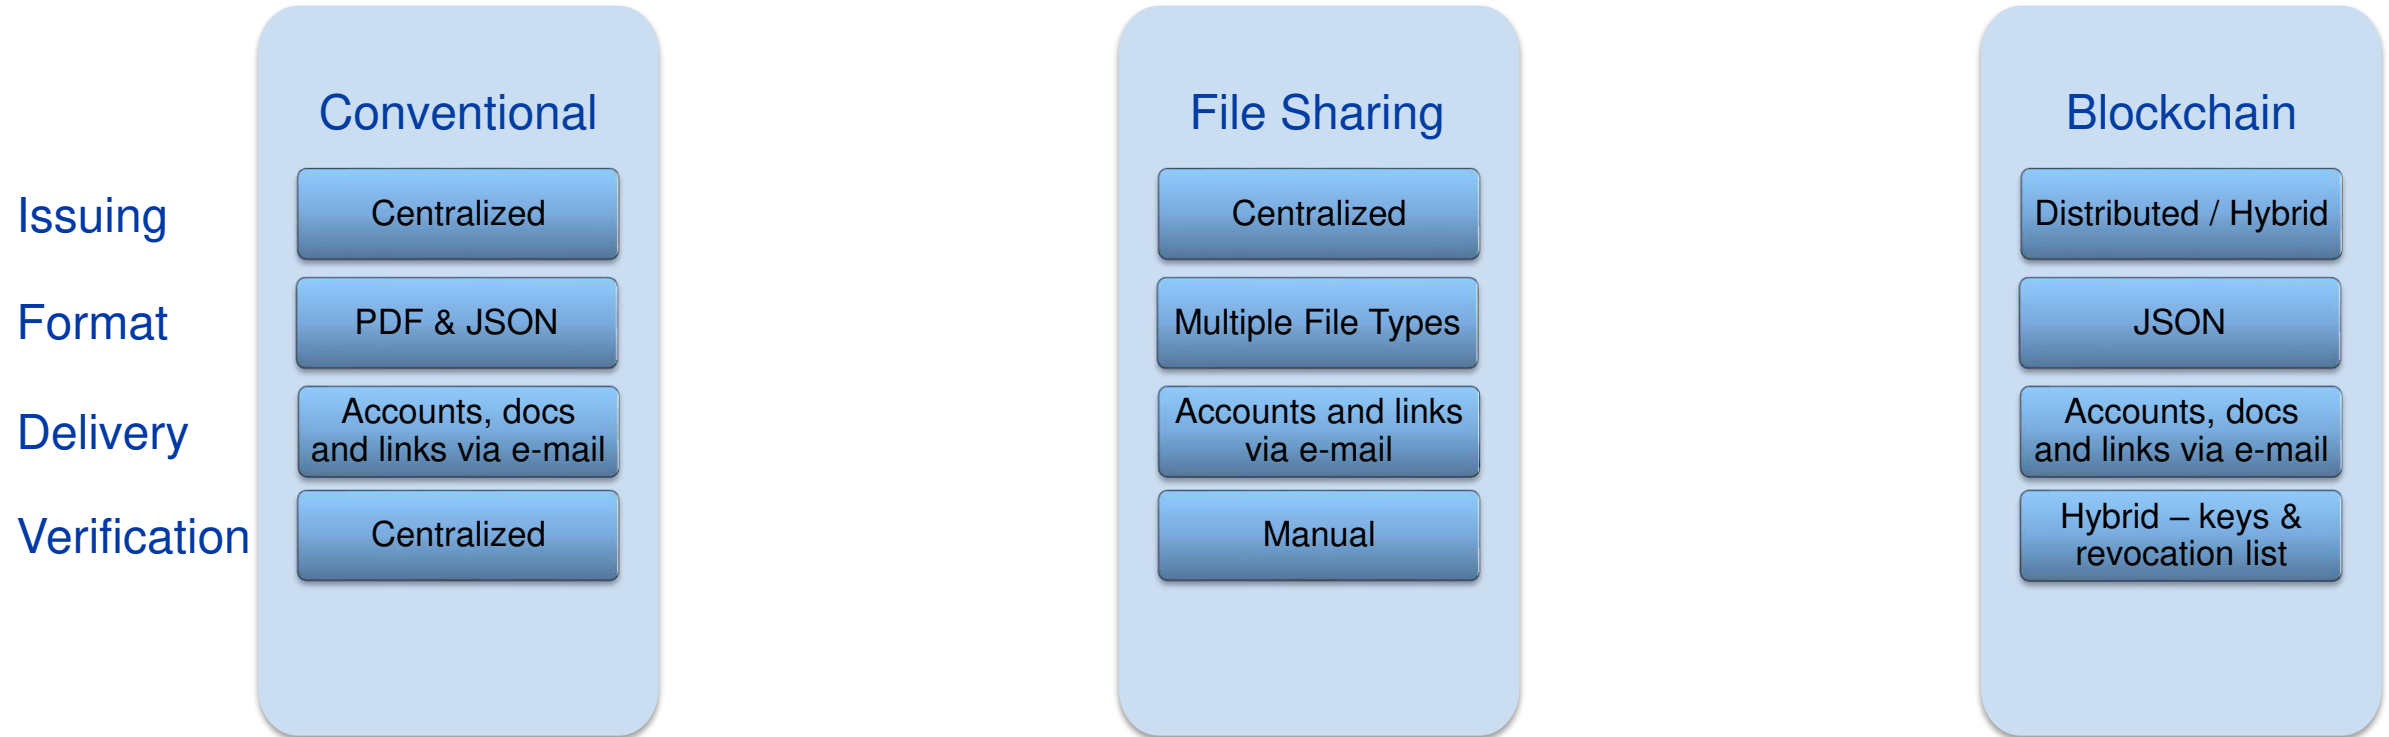 Conventional
File Sharing
Blockchain
Issuing
Centralized
Centralized
Distributed / Hybrid
Format
PDF & JSON
Multiple File Types
JSON
Delivery
Accounts, docs
and links via e-mail
Accounts and links
via e-mail
Accounts, docs
and links via e-mail
Verification
Centralized
Manual
Hybrid – keys &
revocation list